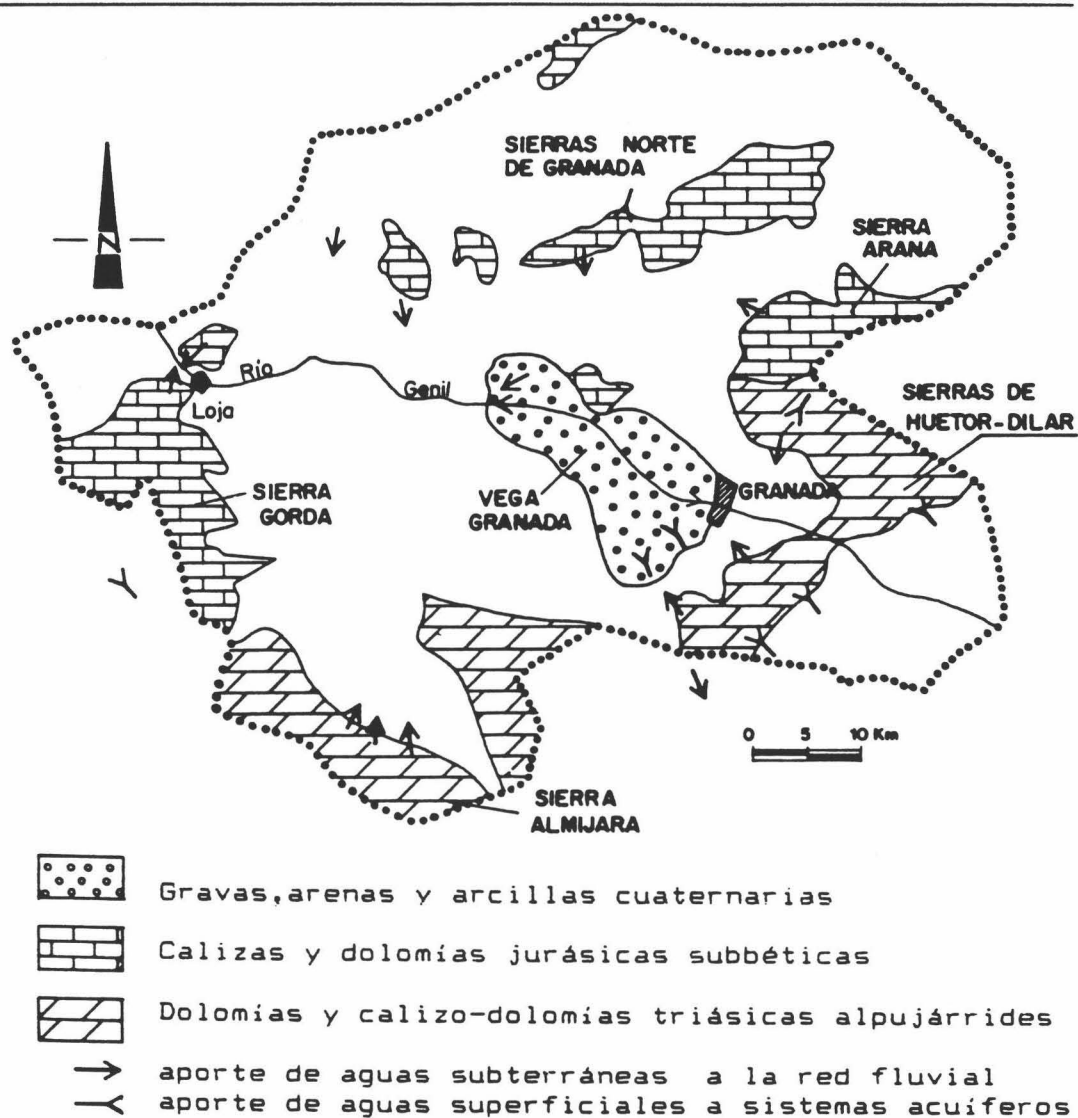 SIERRAS NORTE
DE GRANADA
SIERRA
ARANA
N
Río
Genil
Loja
SIERRAS DE
HUETOR-DILAR
SIERRA
GORDA
VEGA
GRANADA
GRANADA
0 5 10 Km
SIERRA
ALMIJARA
Gravas, arenas y arcillas cuaternarias
Calizas y dolomías jurásicas subbéticas
Dolomías y calizo-dolomías triásicas alpujárrides
aporte de aguas subterráneas a la red fluvial
aporte de aguas superficiales a sistemas acuíferos